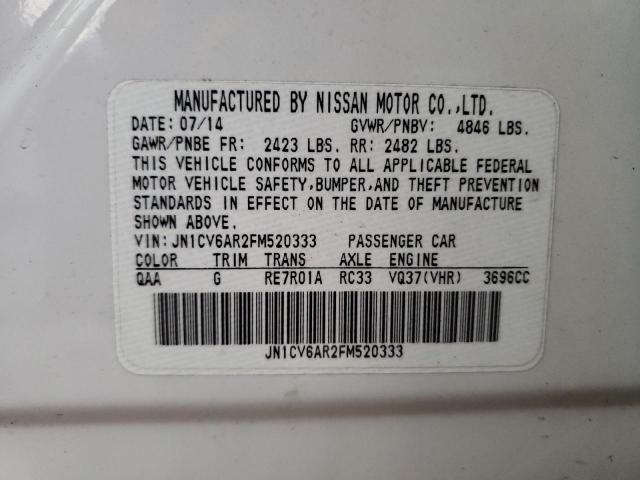 MANUFACTURED BY NISSAN MOTOR CO.,LTD.
DATE: 07/14 GVWR/PNBV: 4846 LBS.
GAWR/PNBE FR: 2423 LBS. RR: 2482 LBS.
THIS VEHICLE CONFORMS TO ALL APPLICABLE FEDERAL
MOTOR VEHICLE SAFETY,BUMPER,AND THEFT PREVENTION
STANDARDS IN EFFECT ON THE DATE OF MANUFACTURE
SHOWN ABOVE.
VIN: JN1CV6AR2FM520333 PASSENGER CAR
COLOR TRIM TRANS AXLE ENGINE
QAA G RE7R01A RC33 VQ37(VHR) 3696CC
JN1CV6AR2FM520333